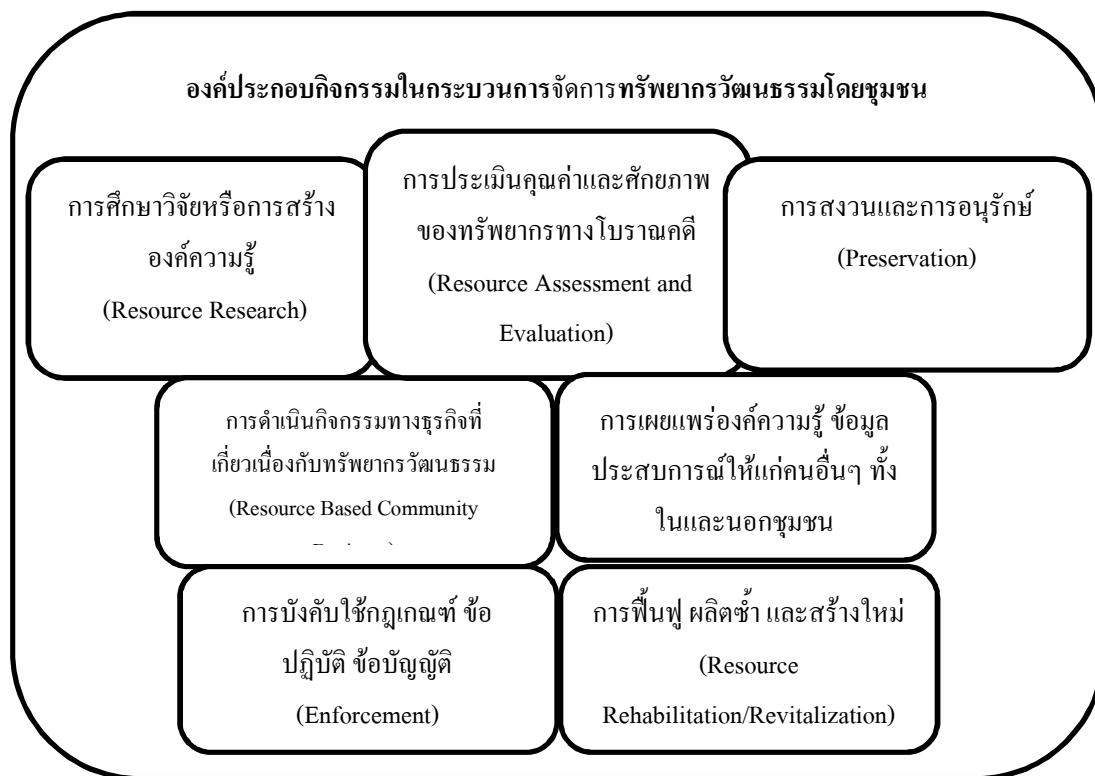 องค์ประกอบกิจกรรมในกระบวนการจัดการทรัพยากรวัฒนธรรมโดยชุมชน
การศึกษาวิจัยหรือการสร้าง
องค์ความรู้
(Resource Research)
การประเมินคุณค่าและศักยภาพ
ของทรัพยากรทางโบราณคดี
(Resource Assessment and
Evaluation)
การสงวนและการอนุรักษ์
(Preservation)
การดำเนินกิจกรรมทางธุรกิจที่
เกี่ยวเนื่องกับทรัพยากรวัฒนธรรม
(Resource Based Community
การเผยแพร่องค์ความรู้ ข้อมูล
ประสบการณ์ให้แก่คนอื่นๆ ทั้ง
ในและนอกชุมชน
การบังคับใช้กฎเกณฑ์ ข้อ
ปฏิบัติ ข้อบัญญัติ
(Enforcement)
การฟื้นฟู ผลิตซ้ำ และสร้างใหม่
(Resource
Rehabilitation/Revitalization)